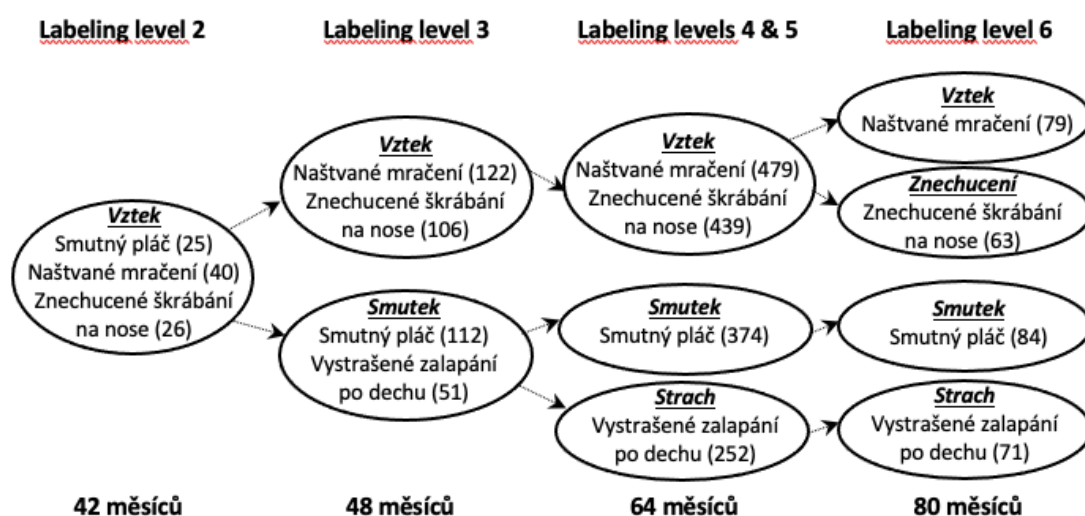 Labeling level 2
Labeling level 3
Labeling levels 4 & 5
Labeling level 6
Vztek
Smutný pláč (25)
Naštvané mračení (40)
Znechucené škrábání
na nose (26)
Vztek
Naštvané mračení (122)
Znechucené škrábání
na nose (106)
Smutek
Smutný pláč (112)
Vystrašené zalapání
po dechu (51)
Vztek
Naštvané mračení (479)
Znechucené škrábání
na nose (439)
Smutek
Smutný pláč (374)
Strach
Vystrašené zalapání
po dechu (252)
Vztek
Naštvané mračení (79)
Znechucení
Znechucené škrábání
na nose (63)
Smutek
Smutný pláč (84)
Strach
Vystrašené zalapání
po dechu (71)
42 měsíců
48 měsíců
64 měsíců
80 měsíců